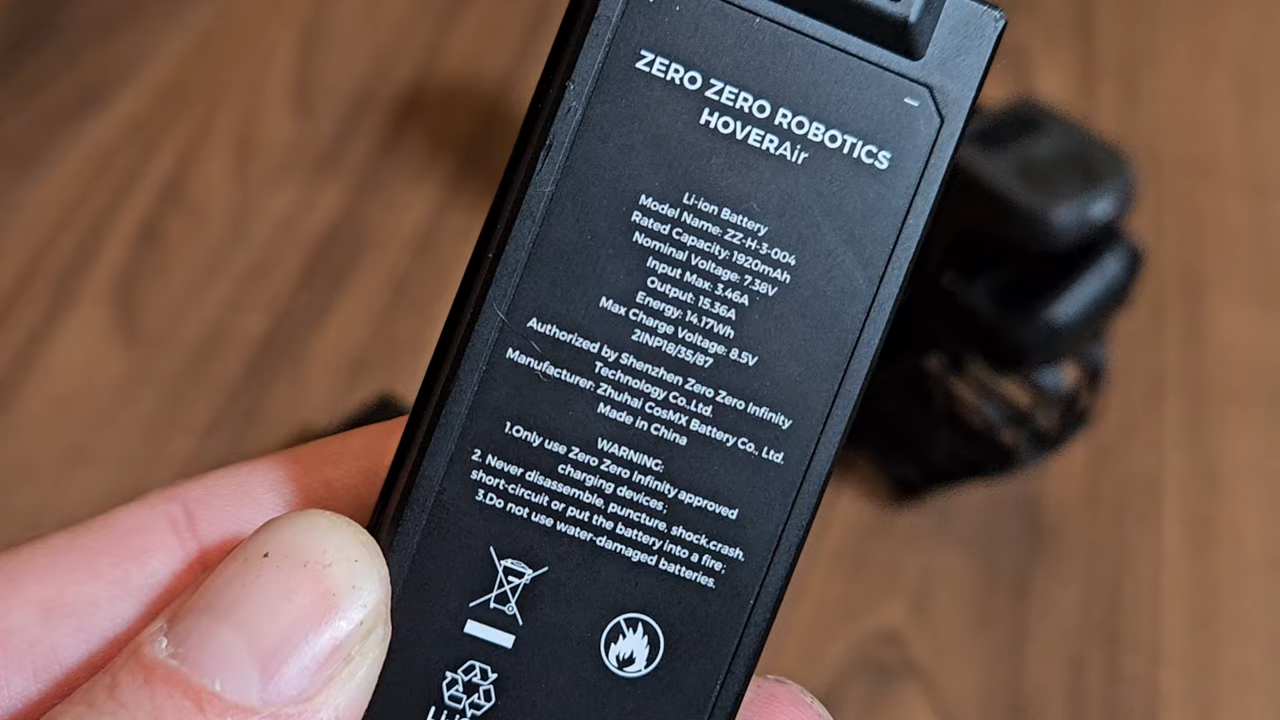 ZERO ZERO ROBOTICS
HOVERAir
Li-ion Battery
Model Name: ZZ-H-3-004
Rated Capacity: 1920mAh
Nominal Voltage: 7.38V
Input Max: 3.46A
Output: 15.36A
Energy: 14.17Wh
Max Charge Voltage: 8.5V
2INP18/35/87
Authorized by Shenzhen Zero Zero Infinity
Technology Co.,Ltd.
Manufacturer: Zhuhai CosMX Battery Co., Ltd.
Made in China
WARNING:
1.Only use Zero Zero Infinity approved
charging devices;
2. Never disassemble, puncture, shock,crash,
short-circuit or put the battery into a fire;
3.Do not use water-damaged batteries.